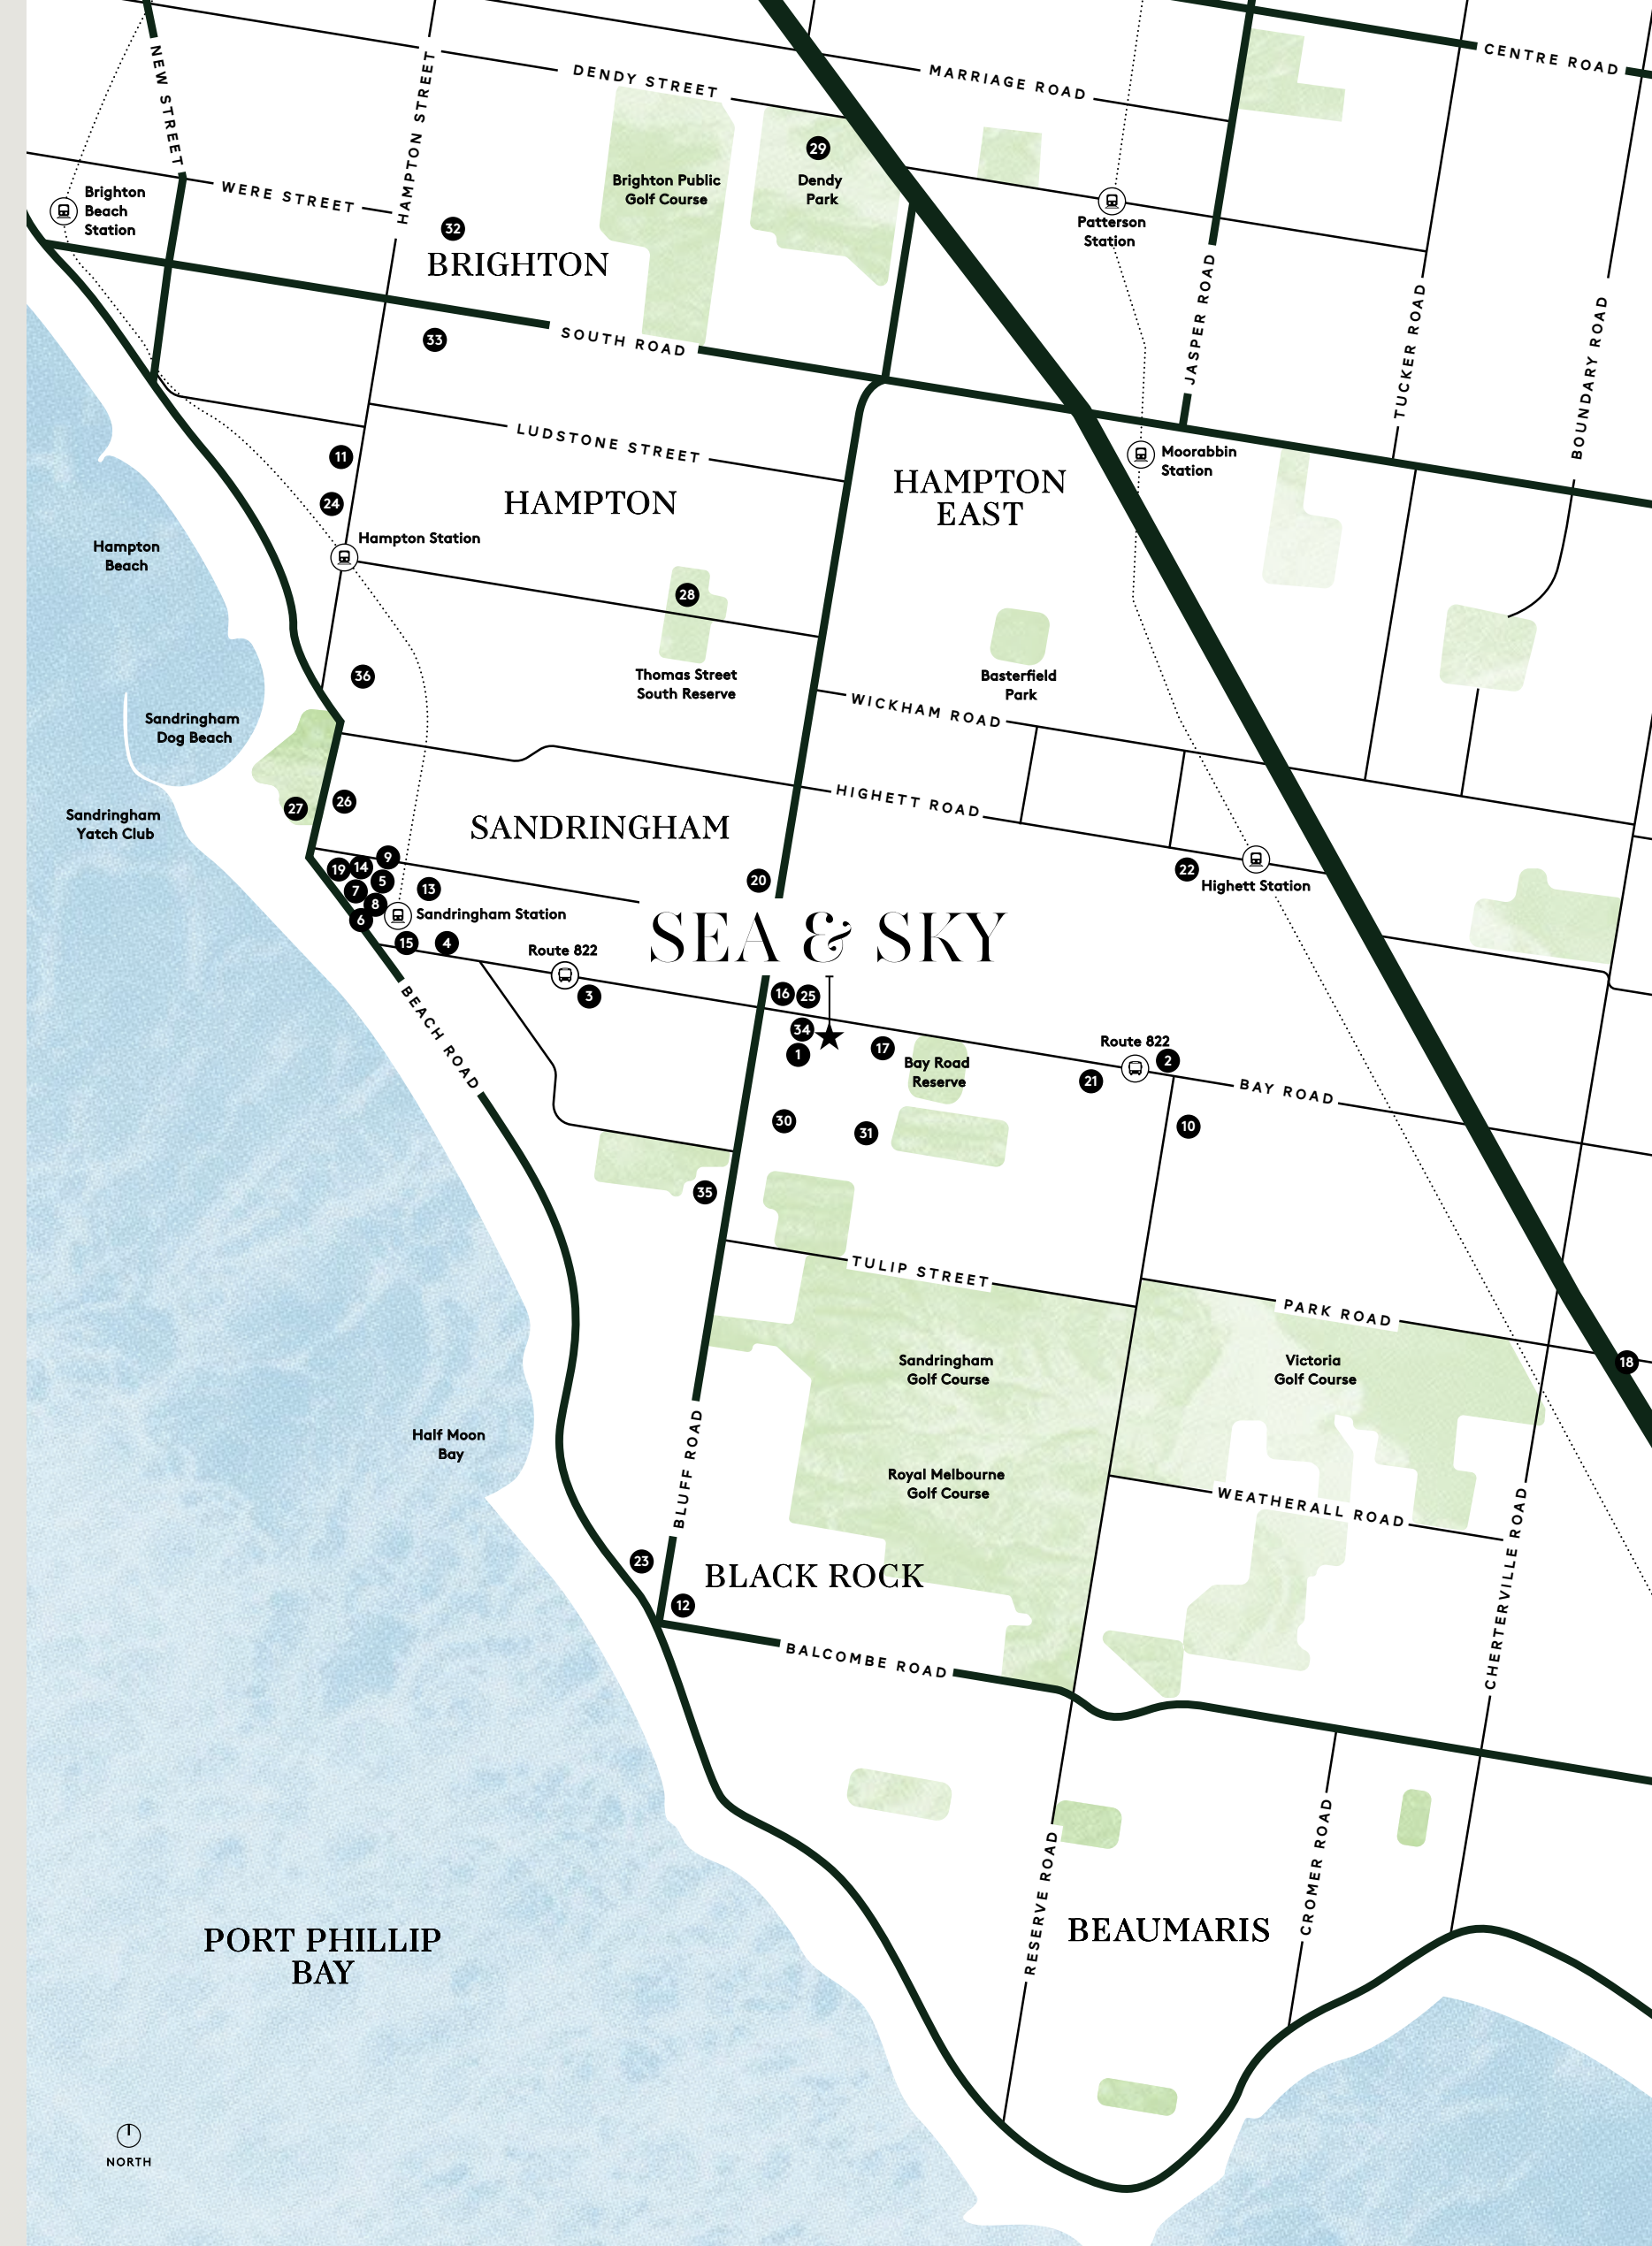 CENTRE ROAD
NEW STREET
HAMPTON STREET
DENDY STREET
MARRIAGE ROAD
29
Brighton Public
Golf Course
Dendy
Park
Brighton
Beach
Station
WERE STREET
32
BRIGHTON
Patterson
Station
JASPER ROAD
TUCKER ROAD
BOUNDARY ROAD
33
SOUTH ROAD
LUDSTONE STREET
11
24
HAMPTON
HAMPTON
EAST
Moorabbin
Station
Hampton Station
Hampton
Beach
28
Thomas Street
South Reserve
Basterfield
Park
36
WICKHAM ROAD
Sandringham
Dog Beach
27
26
HIGHETT ROAD
Sandringham
Yatch Club
SANDRINGHAM
9
19
14
5
7
13
8
6
Sandringham Station
20
22
Highett Station
15
4
Route 822
3
SEA & SKY
BEACH ROAD
16
25
34
1
17
Bay Road
Reserve
Route 822
2
21
BAY ROAD
10
30
31
35
TULIP STREET
PARK ROAD
Sandringham
Golf Course
Victoria
Golf Course
18
Half Moon
Bay
BLUFF ROAD
Royal Melbourne
Golf Course
WEATHERALL ROAD
CHERTERVILLE ROAD
23
12
BLACK ROCK
BALCOMBE ROAD
RESERVE ROAD
CROMER ROAD
BEAUMARIS
PORT PHILLIP
BAY
NORTH